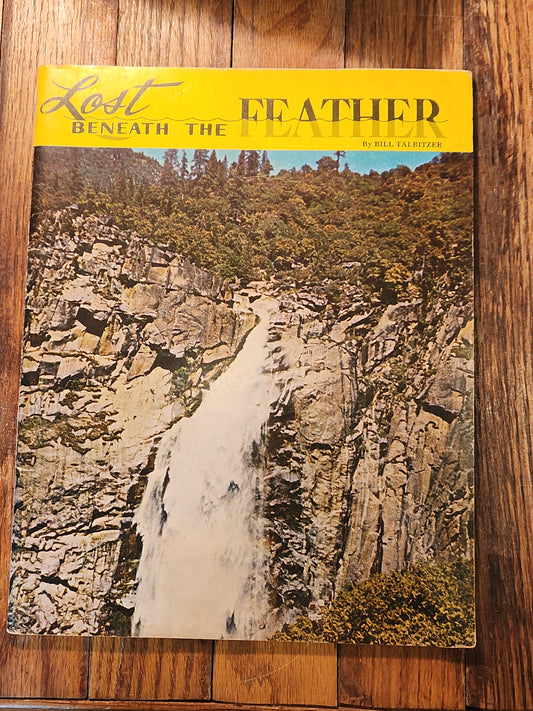 Lost
BENEATH THE FEATHER
By BILL TALBITZER